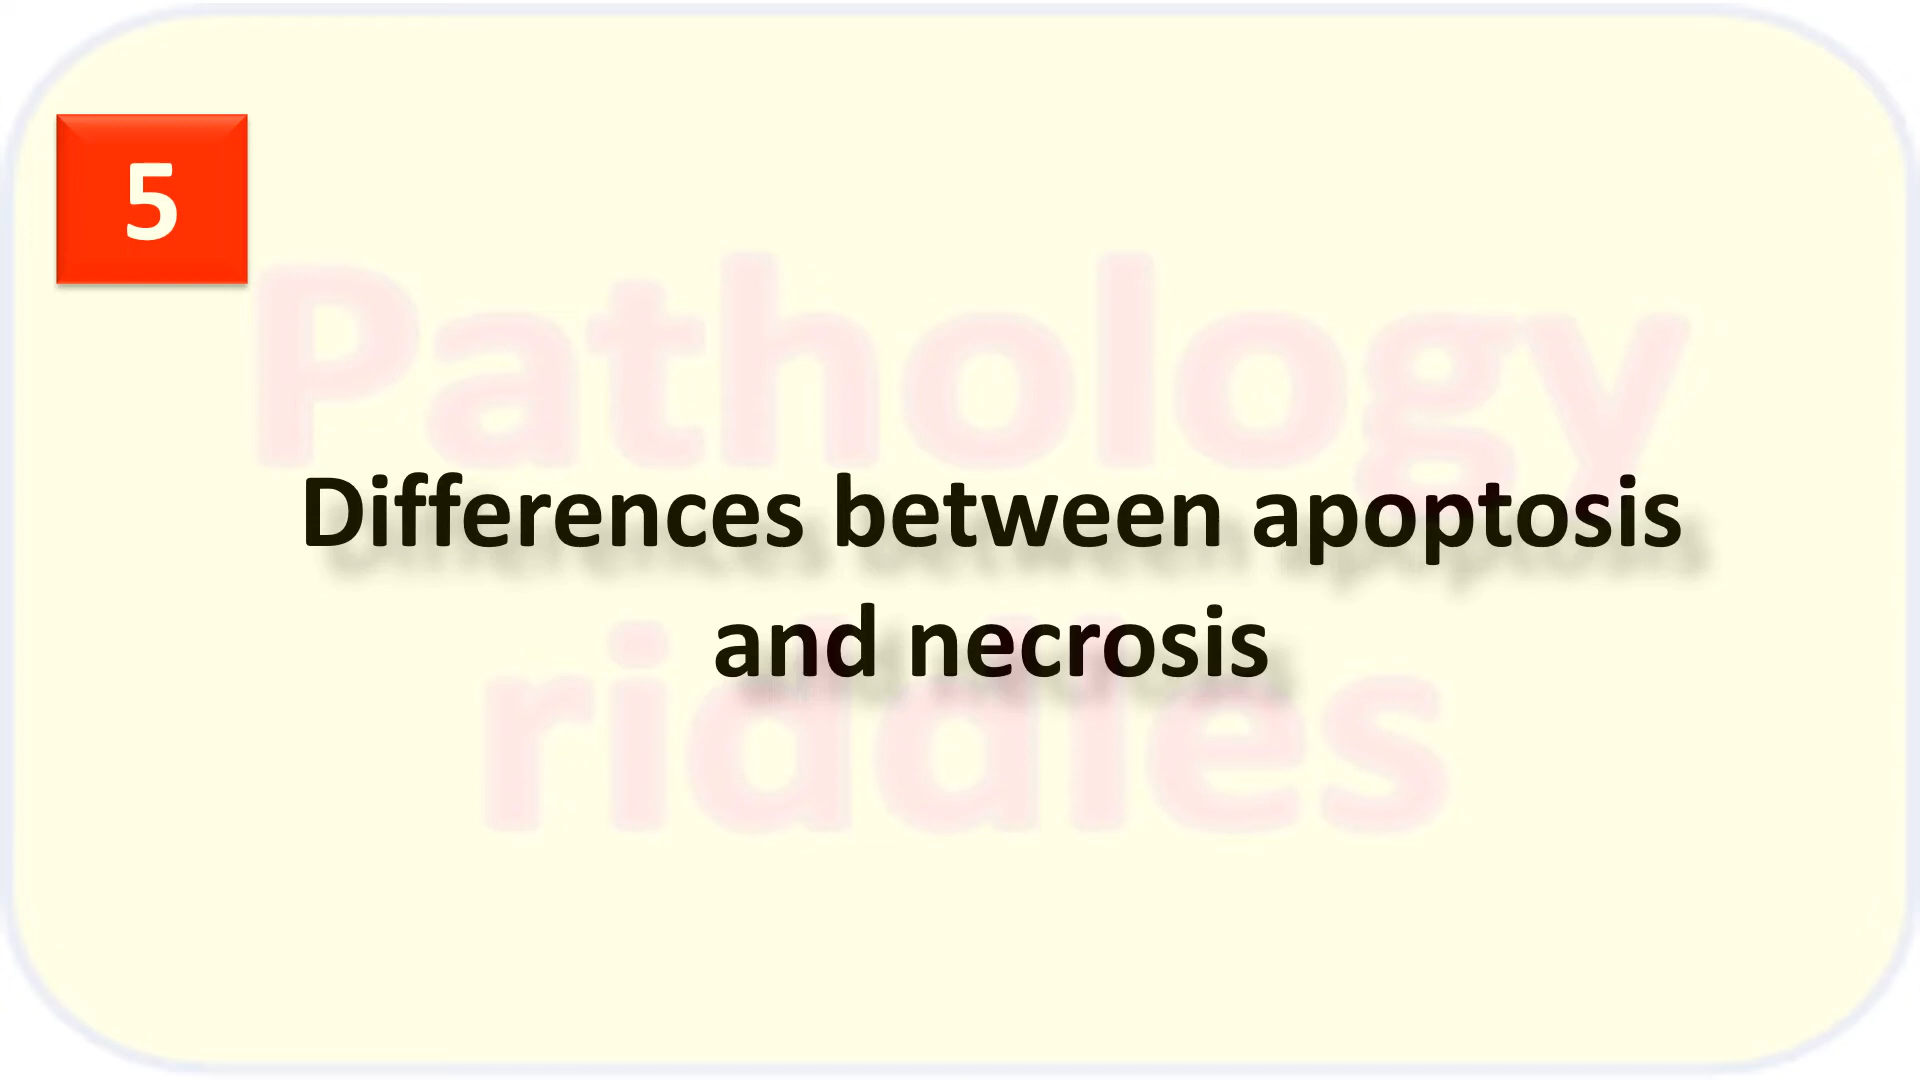 5
Pathology
Differences between apoptosis
and necrosis
riddles